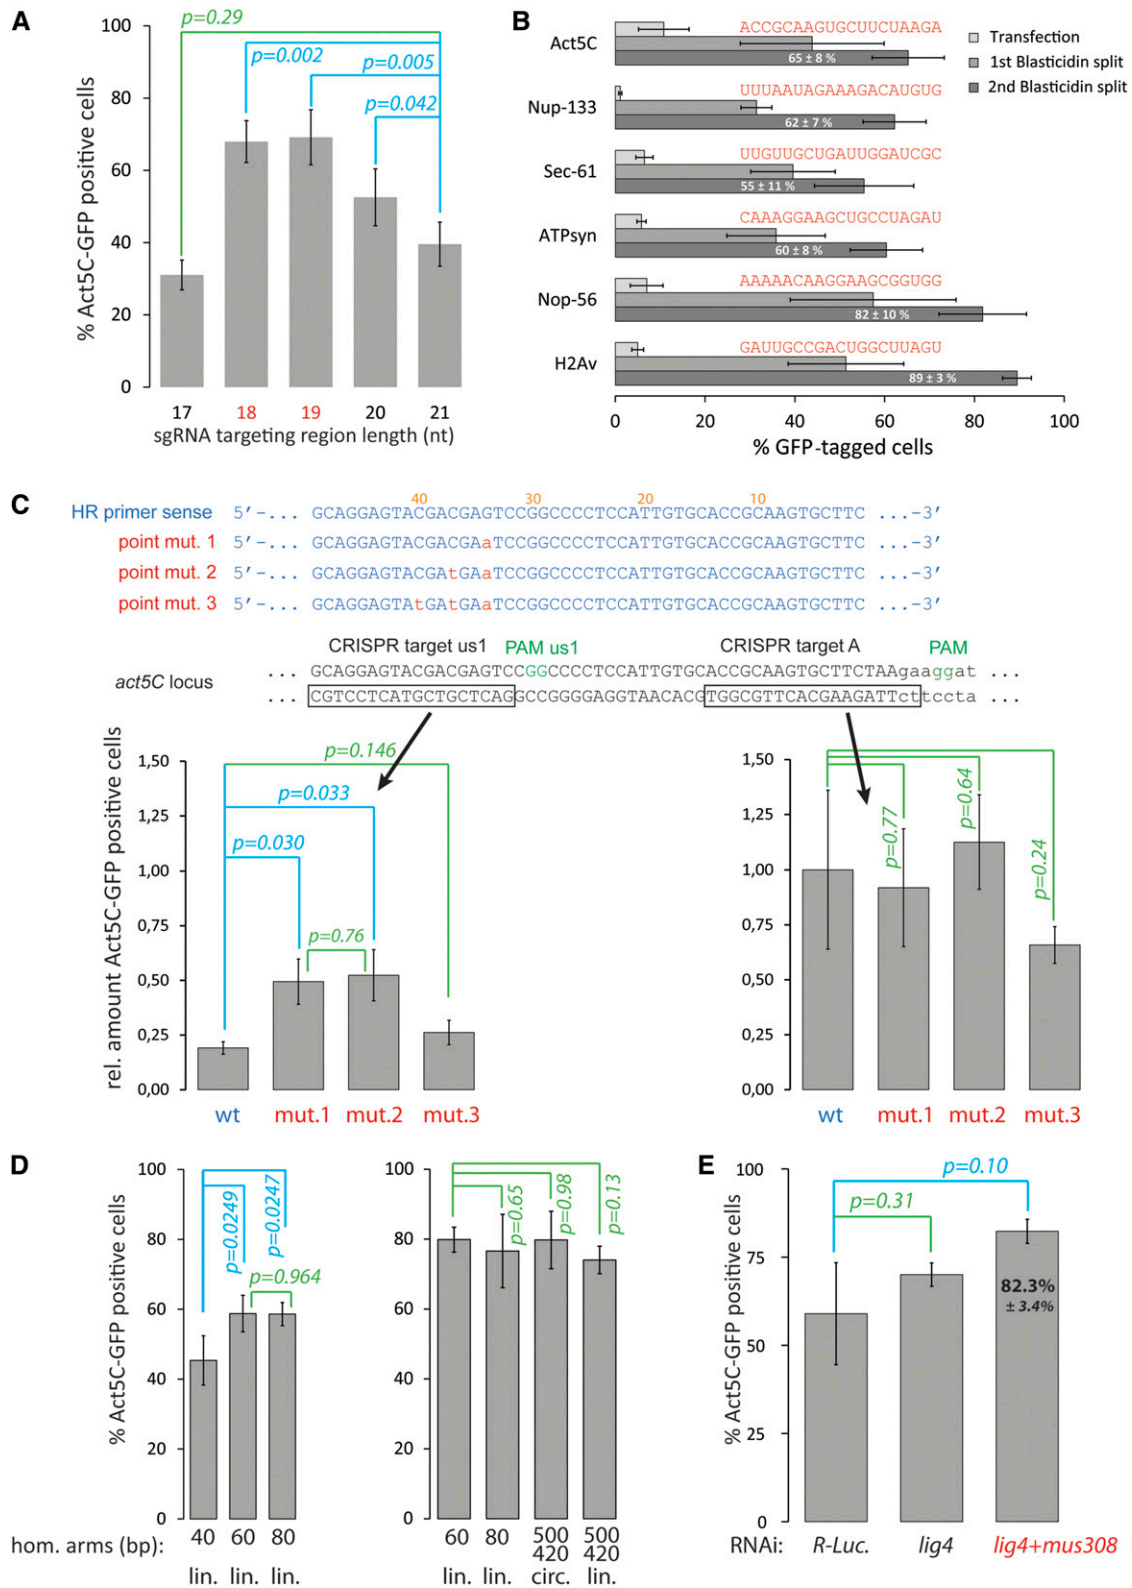 A
p=0.29
p=0.002
p=0.005
p=0.042
% Act5C-GFP positive cells
100
80
60
40
20
0
17 18 19 20 21
sgRNA targeting region length (nt)
B
Transfection
1st Blasticidin split
2nd Blasticidin split
Act5C
ACCGCAAGUGCUUCUAAGA
65 ± 8 %
Nup-133
UUUAAUAGAAAGACAUGUG
62 ± 7 %
Sec-61
UUGUUGCUGAUUGGAUCGC
55 ± 11 %
ATPsyn
CAAAGGAAGCUGCCUAGAU
60 ± 8 %
Nop-56
AAAAACAAGGAAGCGGUGG
82 ± 10 %
H2Av
GAUUGCCGACUGGCUUAGU
89 ± 3 %
0 20 40 60 80 100
% GFP-tagged cells
C
40 30 20 10
HR primer sense 5′-... GCAGGAGTACGACGAGTCCGGCCCCTCCATTGTGCACCGCAAGTGCTTC ...-3′
point mut. 1 5′-... GCAGGAGTACGACGAaTCCGGCCCCTCCATTGTGCACCGCAAGTGCTTC ...-3′
point mut. 2 5′-... GCAGGAGTACGAtGAaTCCGGCCCCTCCATTGTGCACCGCAAGTGCTTC ...-3′
point mut. 3 5′-... GCAGGAGTAtGAtGAaTCCGGCCCCTCCATTGTGCACCGCAAGTGCTTC ...-3′
CRISPR target us1 PAM us1 CRISPR target A PAM
act5C locus
... GCAGGAGTACGACGAGTCCGGCCCCTCCATTGTGCACCGCAAGTGCTTCTAAgaaggat ...
... CGTCCTCATGCTGCTCAGGCCGGGGAGGTAACACGTGGCGTTCACGAAGATTcttccta ...
rel. amount Act5C-GFP positive cells
1,50
1,25
1,00
0,75
0,50
0,25
0,00
p=0.146
p=0.033
p=0.030
p=0.76
wt mut.1 mut.2 mut.3
1,50
1,25
1,00
0,75
0,50
0,25
0,00
p=0.77
p=0.64
p=0.24
wt mut.1 mut.2 mut.3
D
% Act5C-GFP positive cells
100
80
60
40
20
0
p=0.0249
p=0.0247
p=0.964
hom. arms (bp): 40 60 80
lin. lin. lin.
100
80
60
40
20
0
p=0.65
p=0.98
p=0.13
60 80 500 500
420 420
lin. lin. circ. lin.
E
% Act5C-GFP positive cells
100
75
50
25
0
p=0.10
p=0.31
82.3%
± 3.4%
RNAi: R-Luc. lig4 lig4+mus308